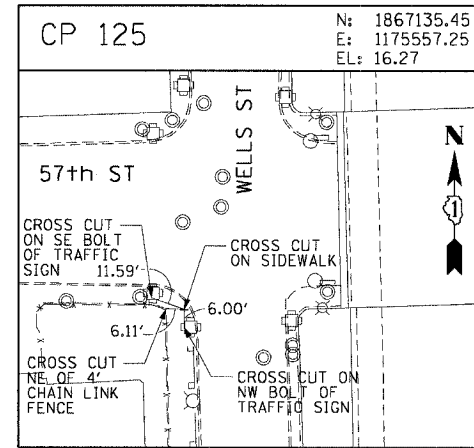 CP 125
N: 1867135.45
E: 1175557.25
EL: 16.27
WELLS ST
N
57th ST
1
CROSS CUT
ON SE BOLT
OF TRAFFIC
SIGN
11.59'
CROSS CUT
ON SIDEWALK
6.00'
6.11'
CROSS CUT
NE OF 4'
CHAIN LINK
FENCE
CROSS CUT ON
NW BOLT OF
TRAFFIC SIGN